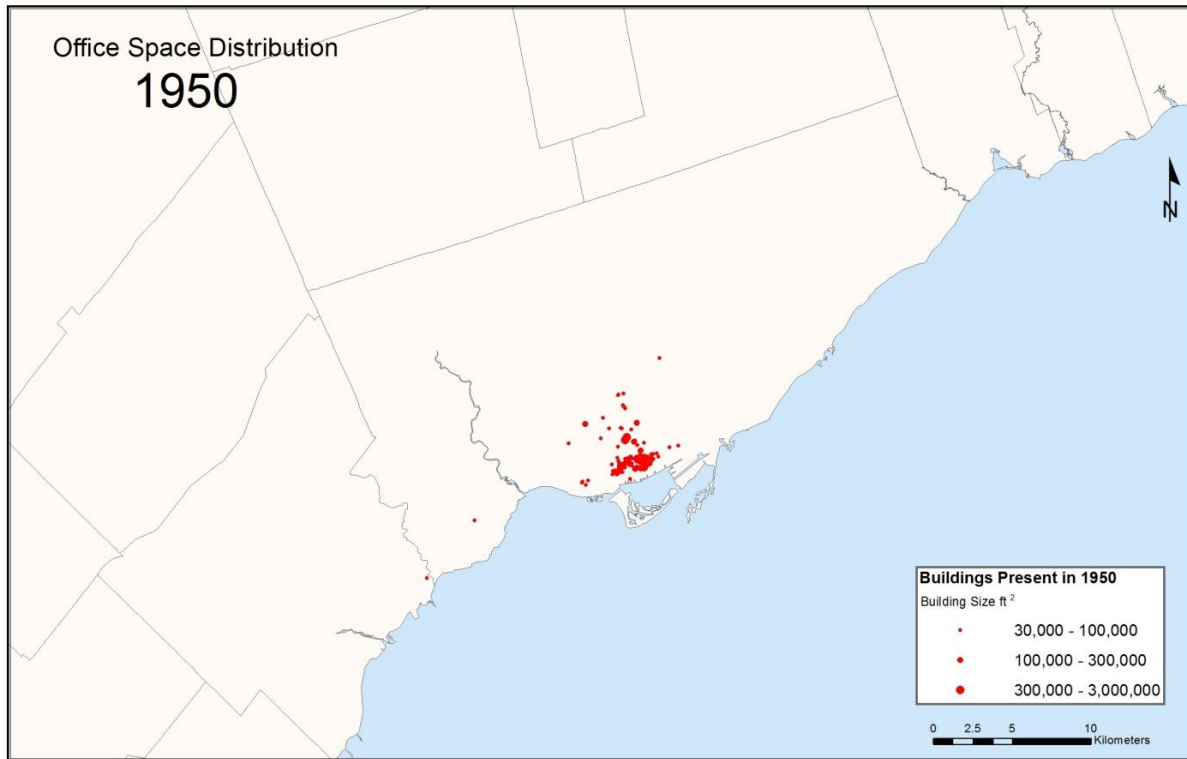 Office Space Distribution
1950
N
Buildings Present in 1950
Building Size ft 2
30,000 - 100,000
100,000 - 300,000
300,000 - 3,000,000
0 2.5 5 10
Kilometers